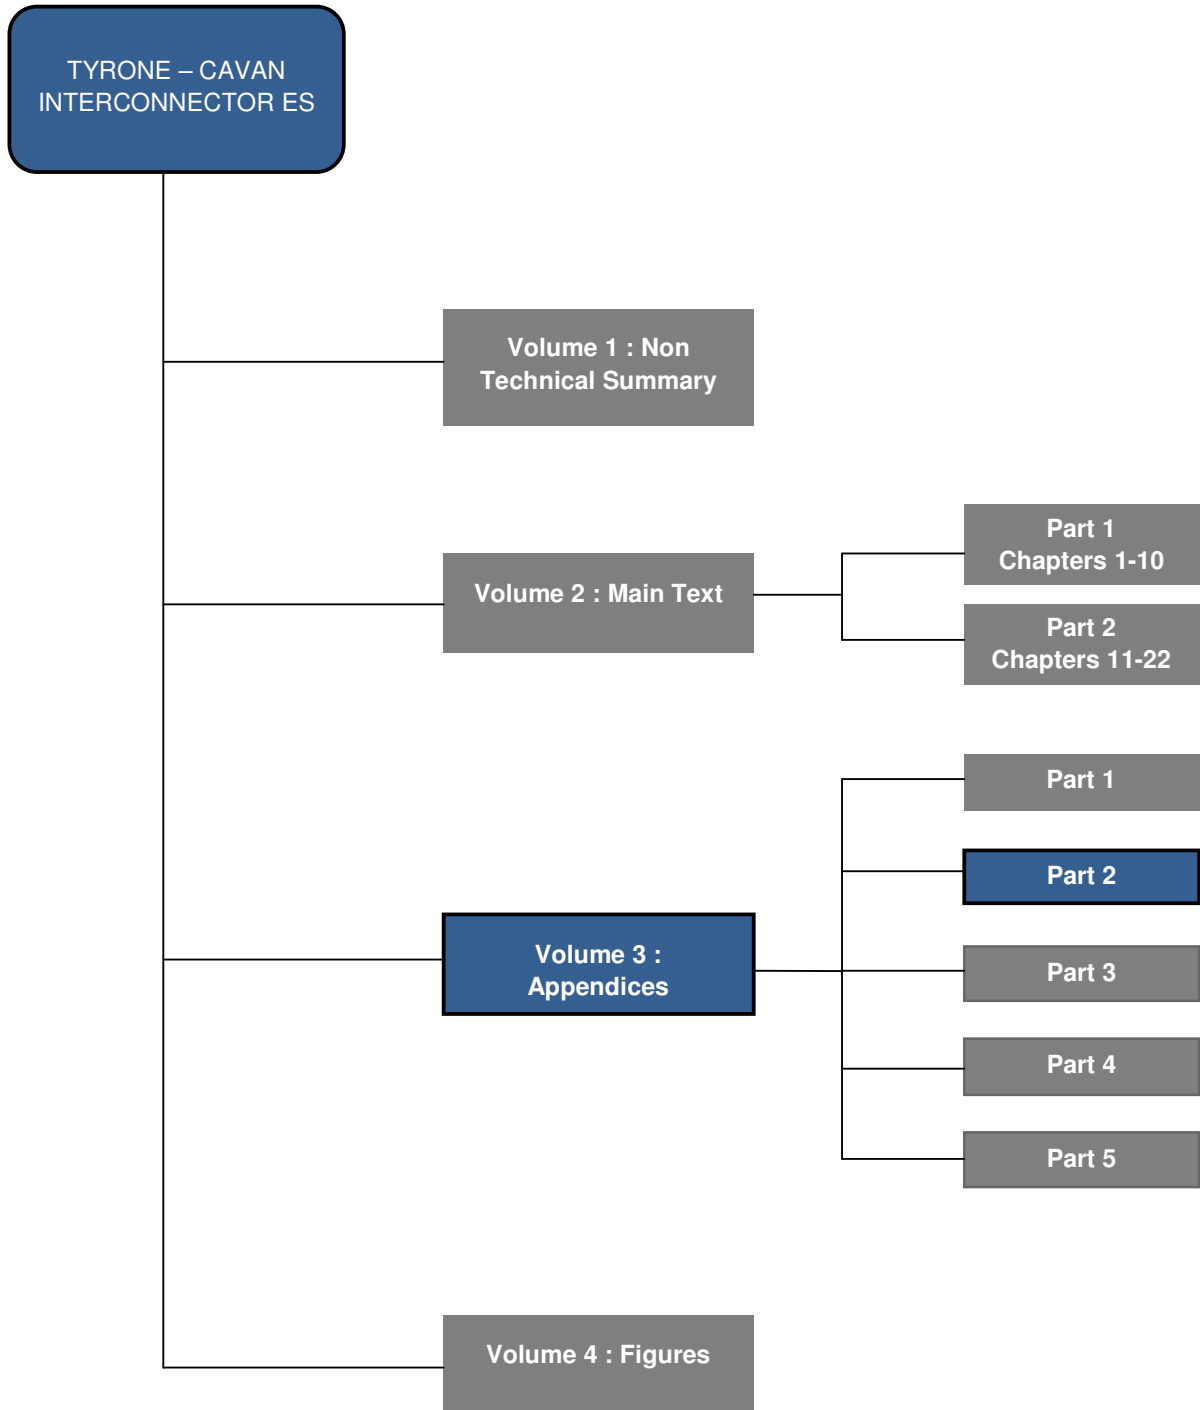 TYRONE – CAVAN
INTERCONNECTOR ES
Volume 1 : Non
Technical Summary
Volume 2 : Main Text
Part 1
Chapters 1-10
Part 2
Chapters 11-22
Volume 3 :
Appendices
Part 1
Part 2
Part 3
Part 4
Part 5
Volume 4 : Figures